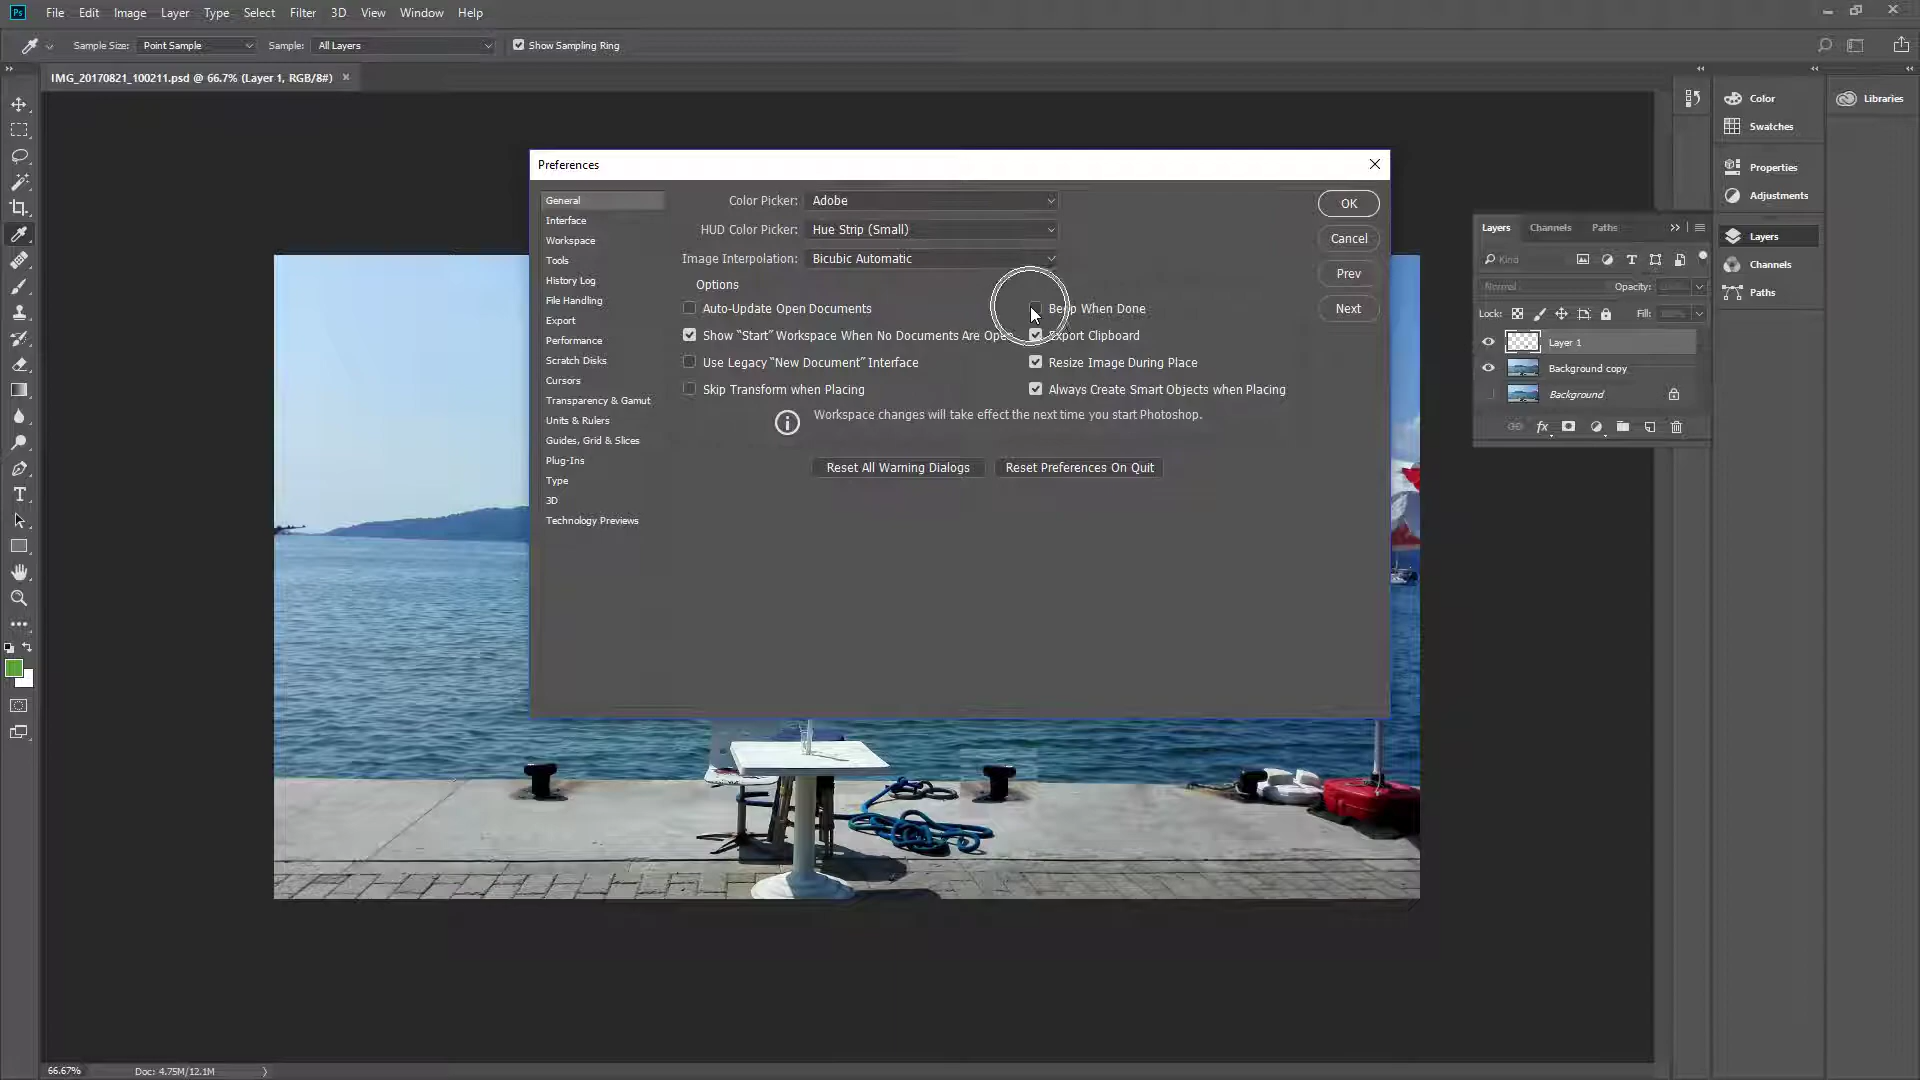 Ps File Edit Image Layer Type Select Filter 3D View Window Help
Sample Size: Point Sample Sample: All Layers Show Sampling Ring
IMG_20170821_100211.psd @ 66.7% (Layer 1, RGB/8#)
Preferences
General
Interface
Workspace
Tools
History Log
File Handling
Export
Performance
Scratch Disks
Cursors
Transparency & Gamut
Units & Rulers
Guides, Grid & Slices
Plug-Ins
Type
3D
Technology Previews
Color Picker: Adobe
HUD Color Picker: Hue Strip (Small)
Image Interpolation: Bicubic Automatic
Options
Auto-Update Open Documents
Beep When Done
Show “Start” Workspace When No Documents Are Open
Export Clipboard
Use Legacy “New Document” Interface
Resize Image During Place
Skip Transform when Placing
Always Create Smart Objects when Placing
Workspace changes will take effect the next time you start Photoshop.
Reset All Warning Dialogs
Reset Preferences On Quit
OK
Cancel
Prev
Next
Layers Channels Paths
Kind
Normal Opacity:
Lock: Fill:
Layer 1
Background copy
Background
fx
Color
Swatches
Properties
Adjustments
Layers
Channels
Paths
Libraries
66.67% Doc: 4.75M/12.1M